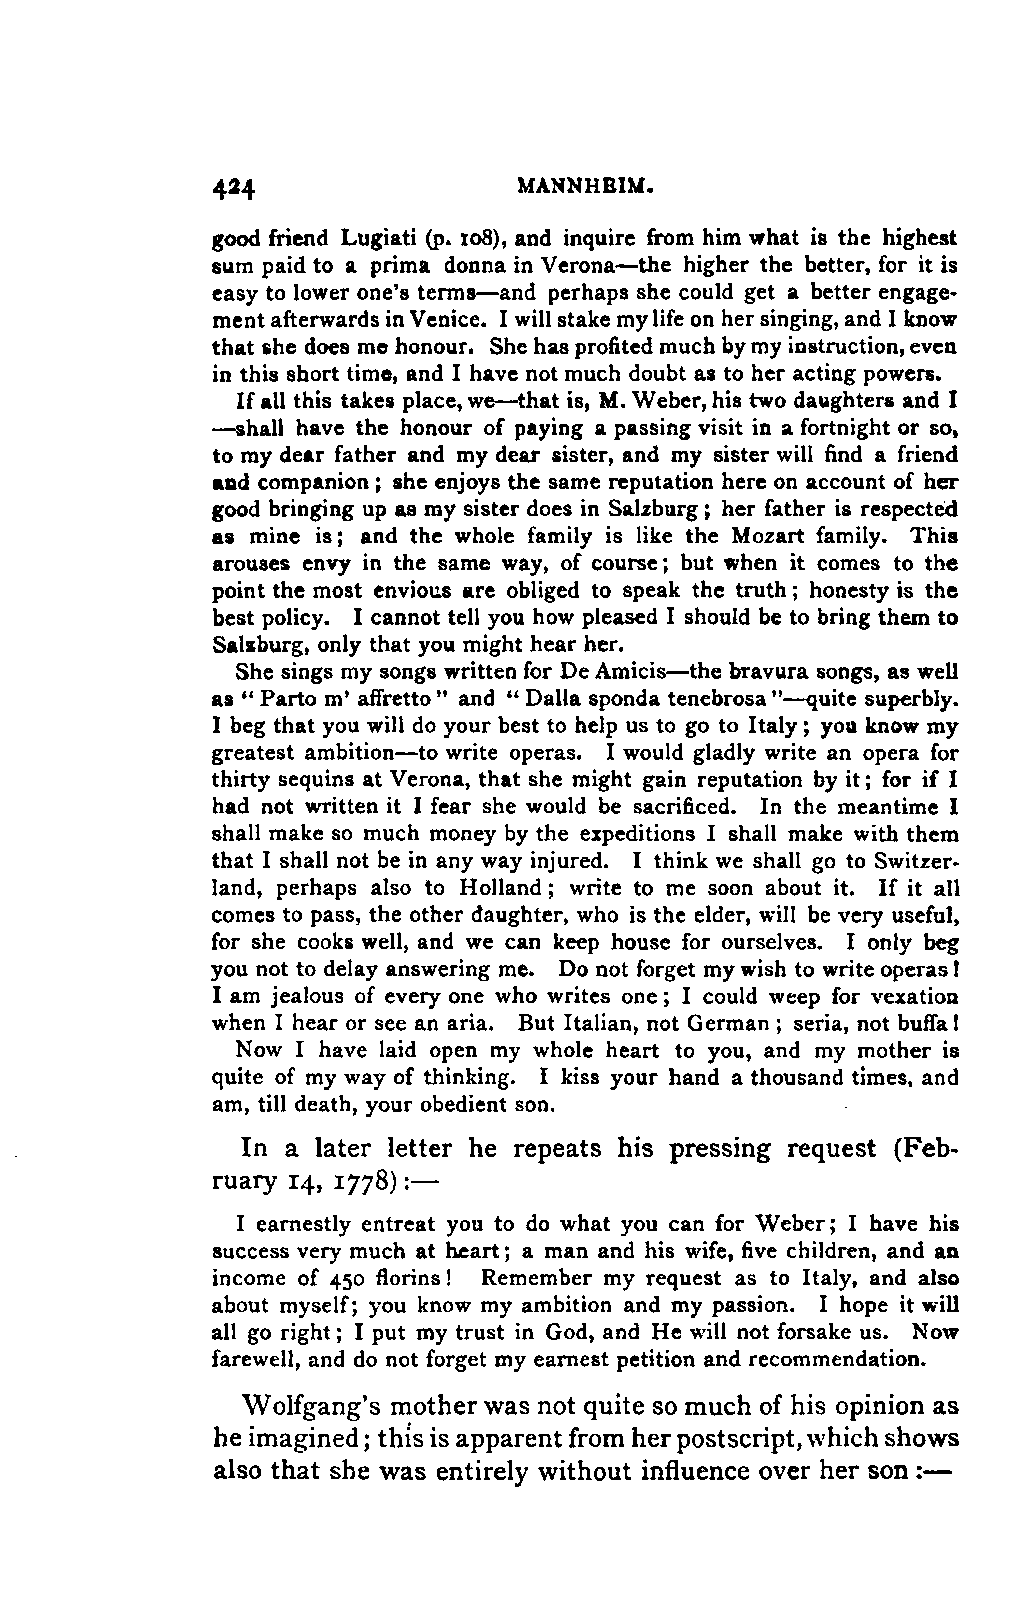 424 MANNHEIM.
good friend Lugiati (p. 108), and inquire from him what is the highest
sum paid to a prima donna in Verona—the higher the better, for it is
easy to lower one's terms—and perhaps she could get a better engage-
ment afterwards in Venice. I will stake my life on her singing, and I know
that she does me honour. She has profited much by my instruction, even
in this short time, and I have not much doubt as to her acting powers.
If all this takes place, we—that is, M. Weber, his two daughters and I
—shall have the honour of paying a passing visit in a fortnight or so,
to my dear father and my dear sister, and my sister will find a friend
and companion; she enjoys the same reputation here on account of her
good bringing up as my sister does in Salzburg; her father is respected
as mine is; and the whole family is like the Mozart family. This
arouses envy in the same way, of course; but when it comes to the
point the most envious are obliged to speak the truth; honesty is the
best policy. I cannot tell you how pleased I should be to bring them to
Salzburg, only that you might hear her.
She sings my songs written for De Amicis—the bravura songs, as well
as "Parto m' affretto" and "Dalla sponda tenebrosa"—quite superbly.
I beg that you will do your best to help us to go to Italy; you know my
greatest ambition—to write operas. I would gladly write an opera for
thirty sequins at Verona, that she might gain reputation by it; for if I
had not written it I fear she would be sacrificed. In the meantime I
shall make so much money by the expeditions I shall make with them
that I shall not be in any way injured. I think we shall go to Switzer-
land, perhaps also to Holland; write to me soon about it. If it all
comes to pass, the other daughter, who is the elder, will be very useful,
for she cooks well, and we can keep house for ourselves. I only beg
you not to delay answering me. Do not forget my wish to write operas!
I am jealous of every one who writes one; I could weep for vexation
when I hear or see an aria. But Italian, not German; seria, not buffa!
Now I have laid open my whole heart to you, and my mother is
quite of my way of thinking. I kiss your hand a thousand times, and
am, till death, your obedient son.
In a later letter he repeats his pressing request (Feb-
ruary 14, 1778):—
I earnestly entreat you to do what you can for Weber; I have his
success very much at heart; a man and his wife, five children, and an
income of 450 florins! Remember my request as to Italy, and also
about myself; you know my ambition and my passion. I hope it will
all go right; I put my trust in God, and He will not forsake us. Now
farewell, and do not forget my earnest petition and recommendation.
Wolfgang's mother was not quite so much of his opinion as
he imagined; this is apparent from her postscript, which shows
also that she was entirely without influence over her son:—